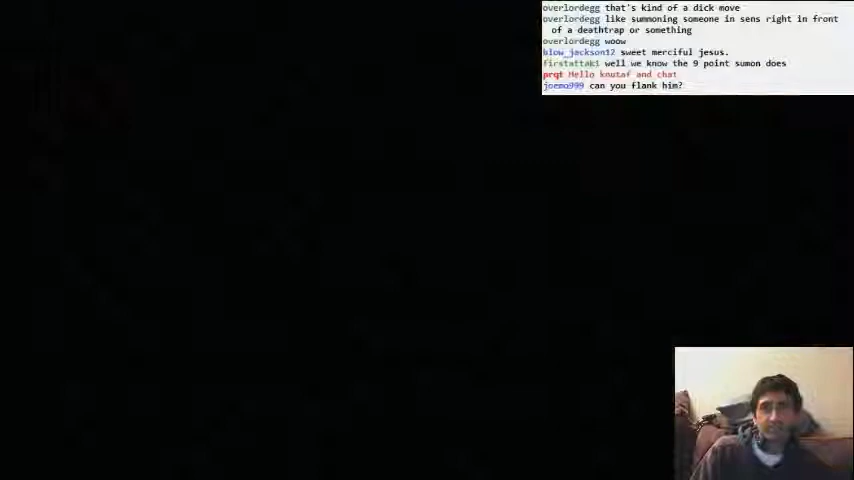 overlordegg that's kind of a dick move
overlordegg like summoning someone in sens right in front
of a deathtrap or something
overlordegg woow
blow_jackson12 sweet merciful jesus.
firstattak1 well we know the 9 point sumon does
prqt Hello knutaf and chat
joemo999 can you flank him?